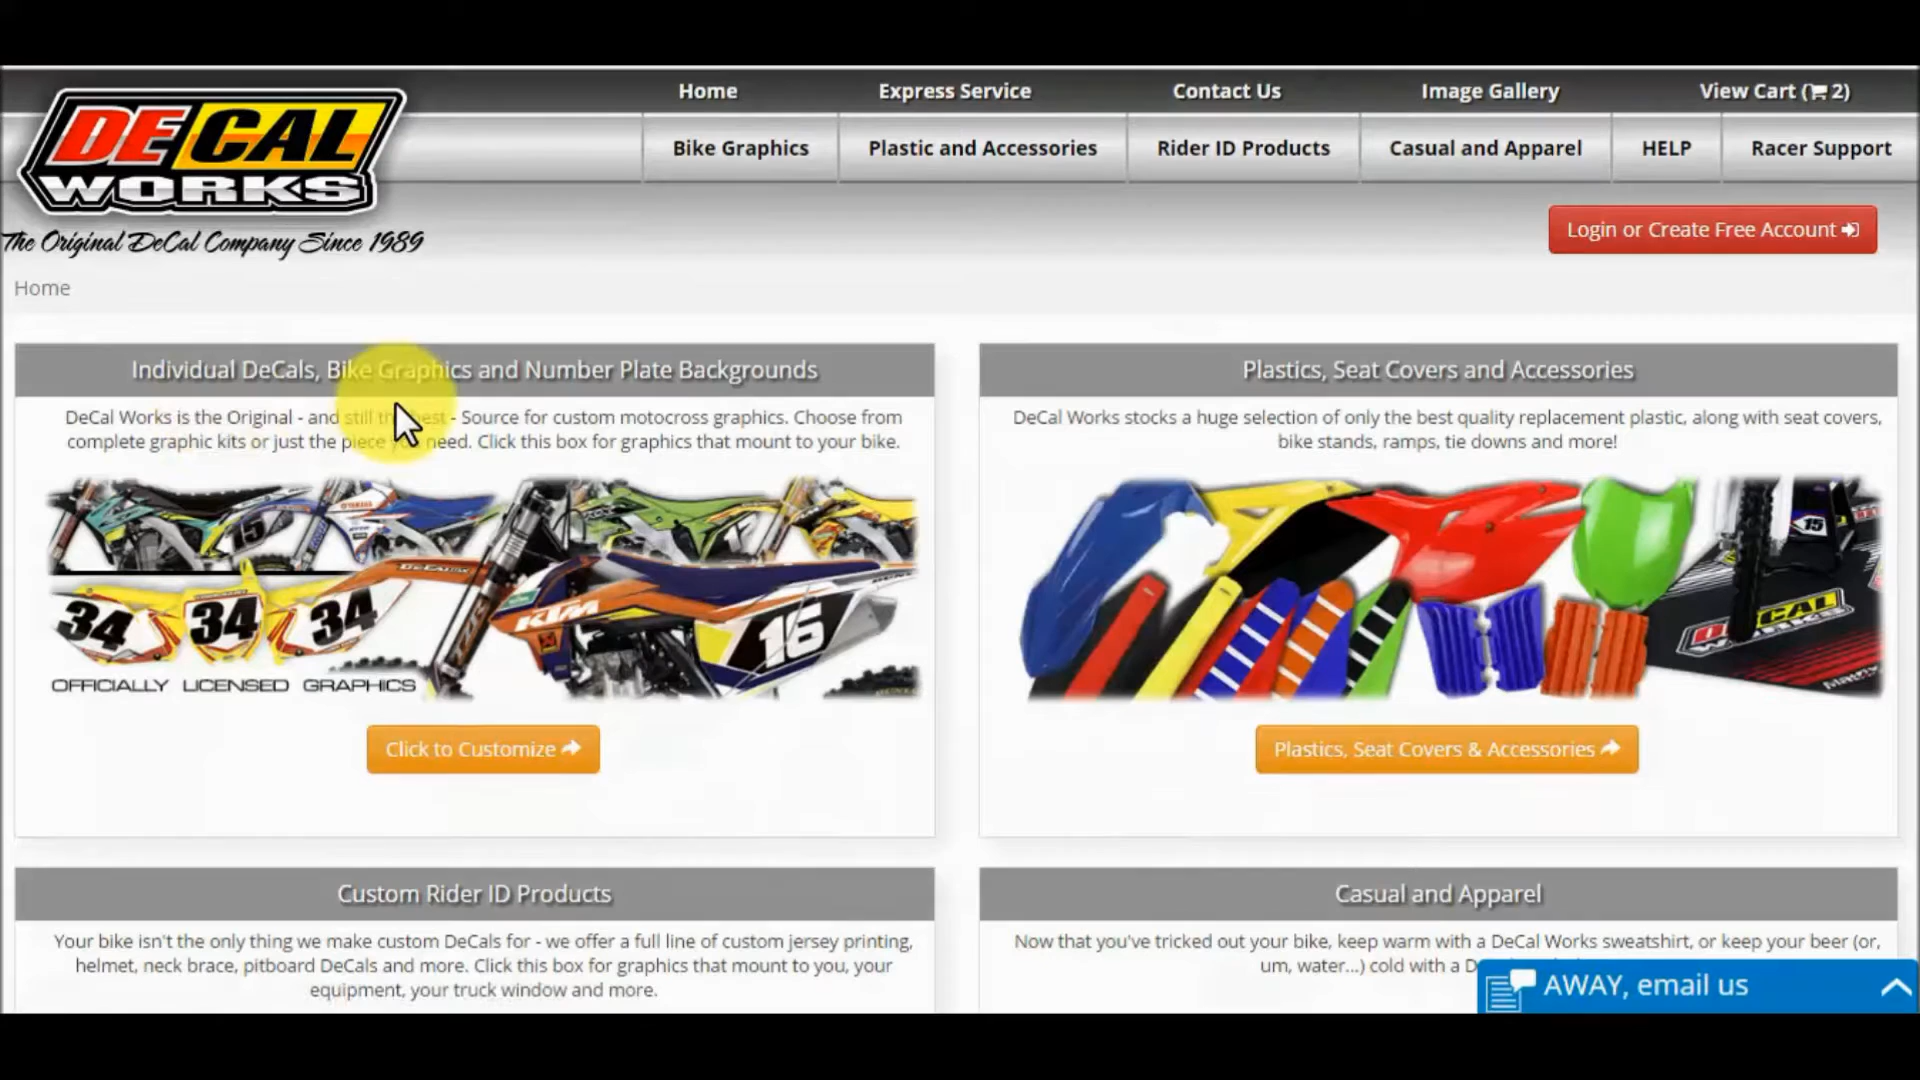 Home Express Service Contact Us Image Gallery View Cart (2)
DECAL
WORKS
Bike Graphics Plastic and Accessories Rider ID Products Casual and Apparel HELP Racer Support
The Original DeCal Company Since 1989
Login or Create Free Account
Home
Individual DeCals, Bike Graphics and Number Plate Backgrounds
DeCal Works is the Original - and still the best - Source for custom motocross graphics. Choose from
complete graphic kits or just the piece you need. Click this box for graphics that mount to your bike.
15
DECALWORKS
34 34 34
KTM
16
OFFICIALLY LICENSED GRAPHICS
Click to Customize
Plastics, Seat Covers and Accessories
DeCal Works stocks a huge selection of only the best quality replacement plastic, along with seat covers,
bike stands, ramps, tie downs and more!
15
DECAL
WORKS
Plastics, Seat Covers & Accessories
Custom Rider ID Products
Your bike isn't the only thing we make custom DeCals for - we offer a full line of custom jersey printing,
helmet, neck brace, pitboard DeCals and more. Click this box for graphics that mount to you, your
equipment, your truck window and more.
Casual and Apparel
Now that you've tricked out your bike, keep warm with a DeCal Works sweatshirt, or keep your beer (or,
um, water...) cold with a
AWAY, email us